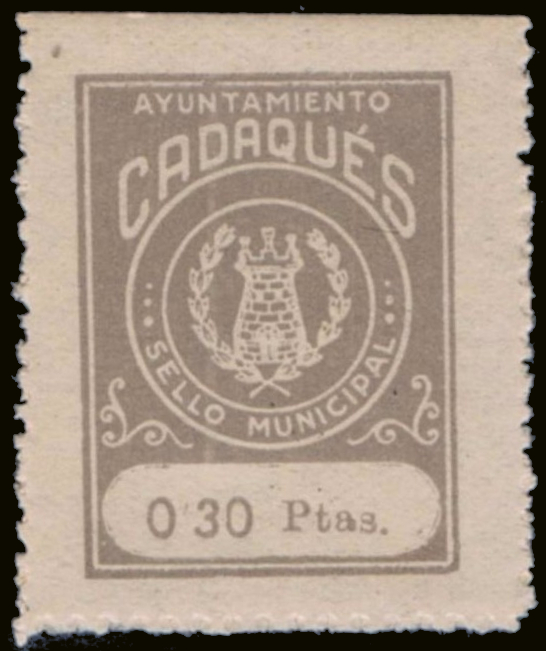 AYUNTAMIENTO
CADAQUÉS
SELLO MUNICIPAL
0'30 Ptas.